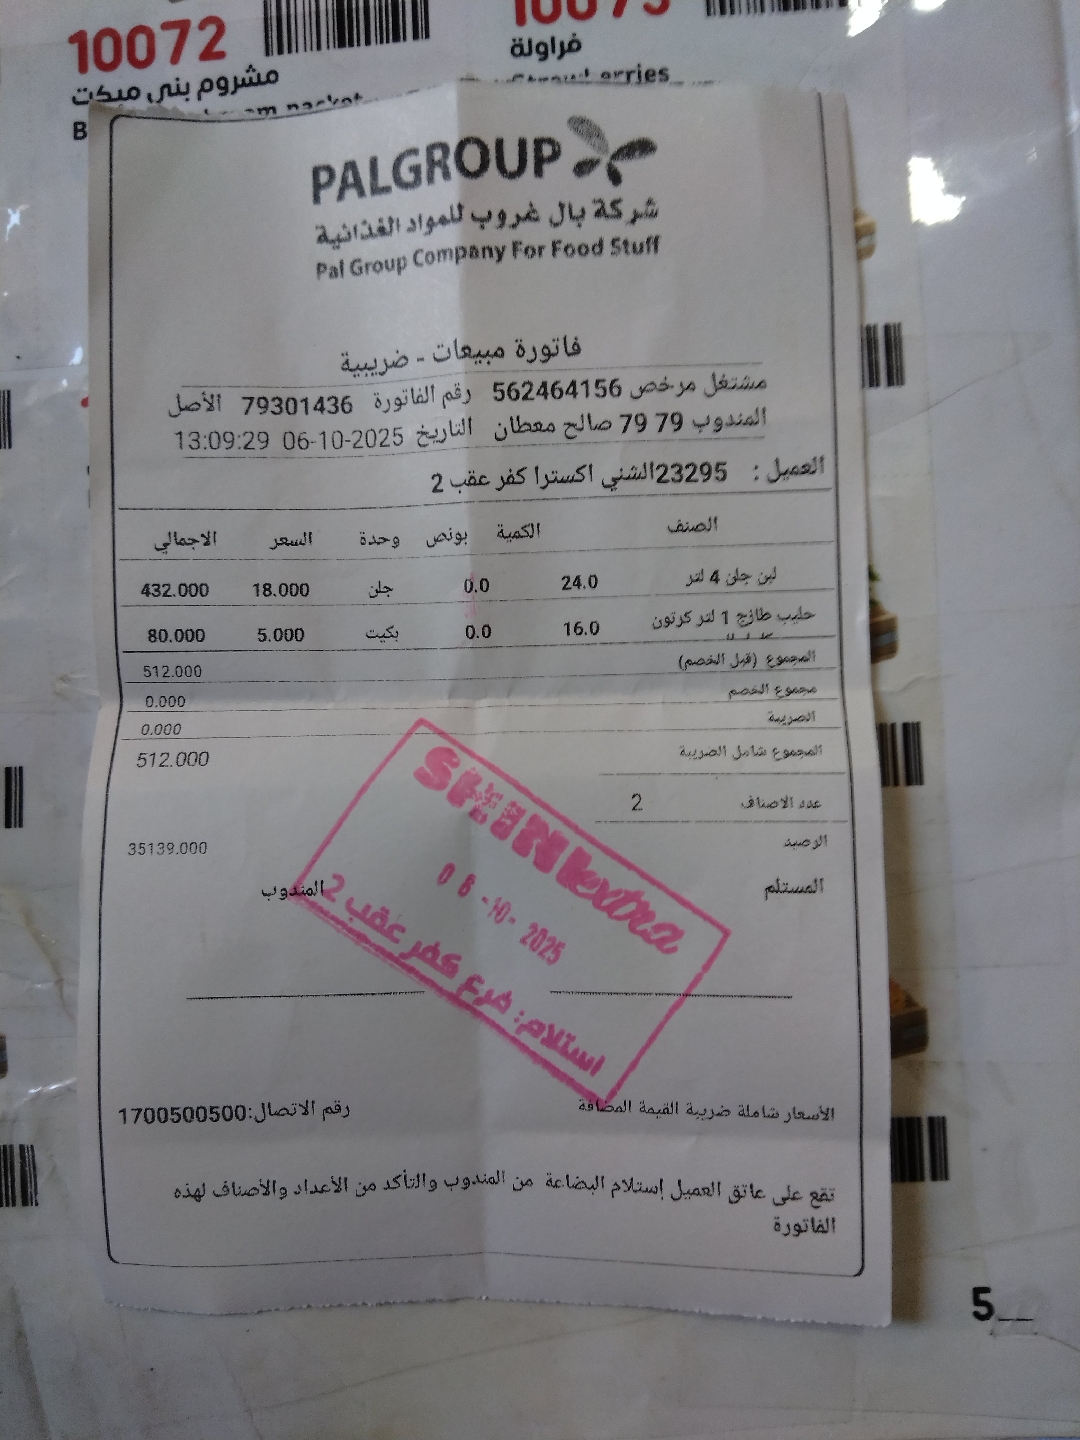 10072
مشروم بني مبكت
فراولة
PALGROUP
شركة بال غروب للمواد الغذائية
Pal Group Company For Food Stuff
فاتورة مبيعات - ضريبية
مشتغل مرخص 562464156 رقم الفاتورة 79301436 الأصل
المندوب 79 79 صالح معطان التاريخ 06-10-2025 13:09:29
العميل : 23295الشني اكسترا كفر عقب 2
الصنف الكمية بونص وحدة السعر الاجمالي
لبن جلن 4 لتر 24.0 0.0 جلن 18.000 432.000
حليب طازج 1 لتر كرتون 16.0 0.0 بكيت 5.000 80.000
المجموع (قبل الخصم) 512.000
مجموع الخصم 0.000
الضريبة 0.000
المجموع شامل الضريبة 512.000
عدد الاصناف 2
الرصيد 35139.000
المستلم المندوب
SHINI extra
06-10-2025
استلام: فرع كفر عقب 2
الأسعار شاملة ضريبة القيمة المضافة رقم الاتصال:1700500500
تقع على عاتق العميل إستلام البضاعة من المندوب والتأكد من الأعداد والأصناف لهذه
الفاتورة
5